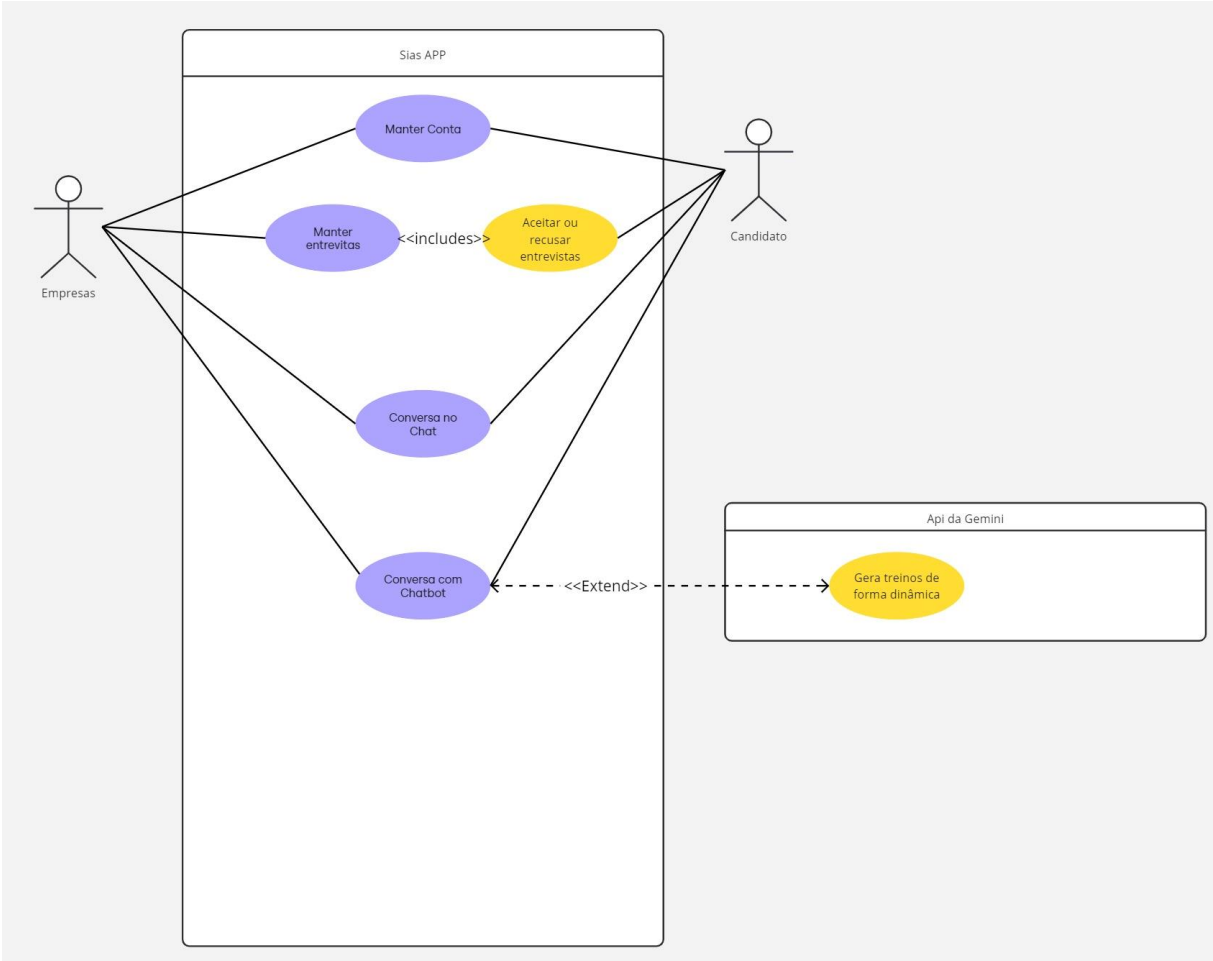 Sias APP
Manter Conta
Manter
entrevitas
<<includes>>
Aceitar ou
recusar
entrevistas
Candidato
Empresas
Conversa no
Chat
Api da Gemini
Conversa com
Chatbot
<<Extend>>
Gera treinos de
forma dinâmica